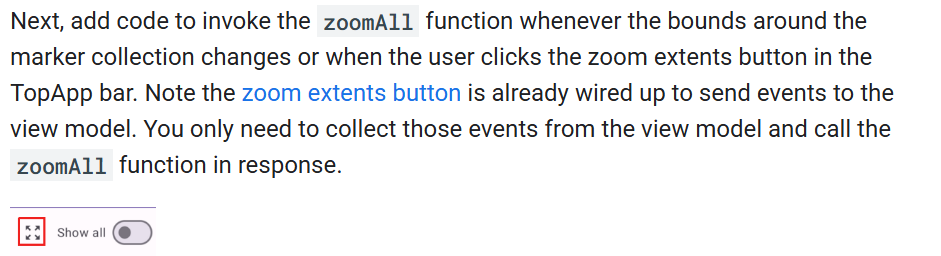 Next, add code to invoke the zoomAll function whenever the bounds around the
marker collection changes or when the user clicks the zoom extents button in the
TopApp bar. Note the zoom extents button is already wired up to send events to the
view model. You only need to collect those events from the view model and call the
zoomAll function in response.
Show all